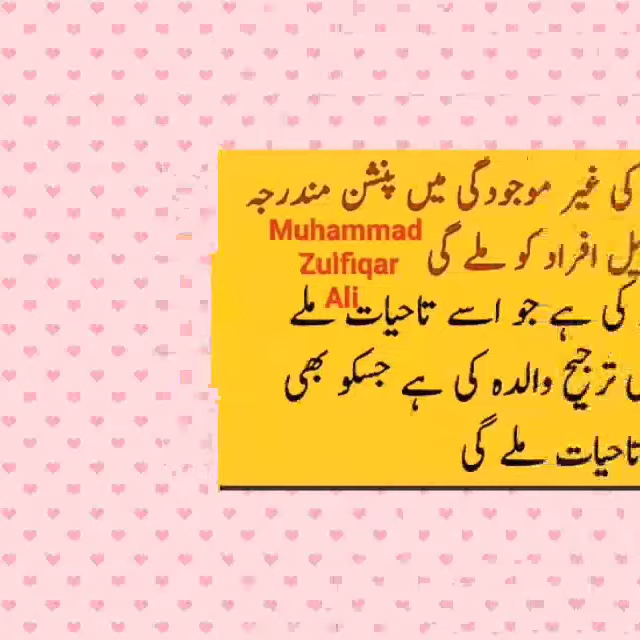 کی غیر موجودگی میں پنشن مندرجہ
افراد کو ملے گی
کی ہے جو اسے تاحیات ملے
ترجیح والدہ کی ہے جسکو بھی
تاحیات ملے گی
Muhammad
Zulfiqar
Ali